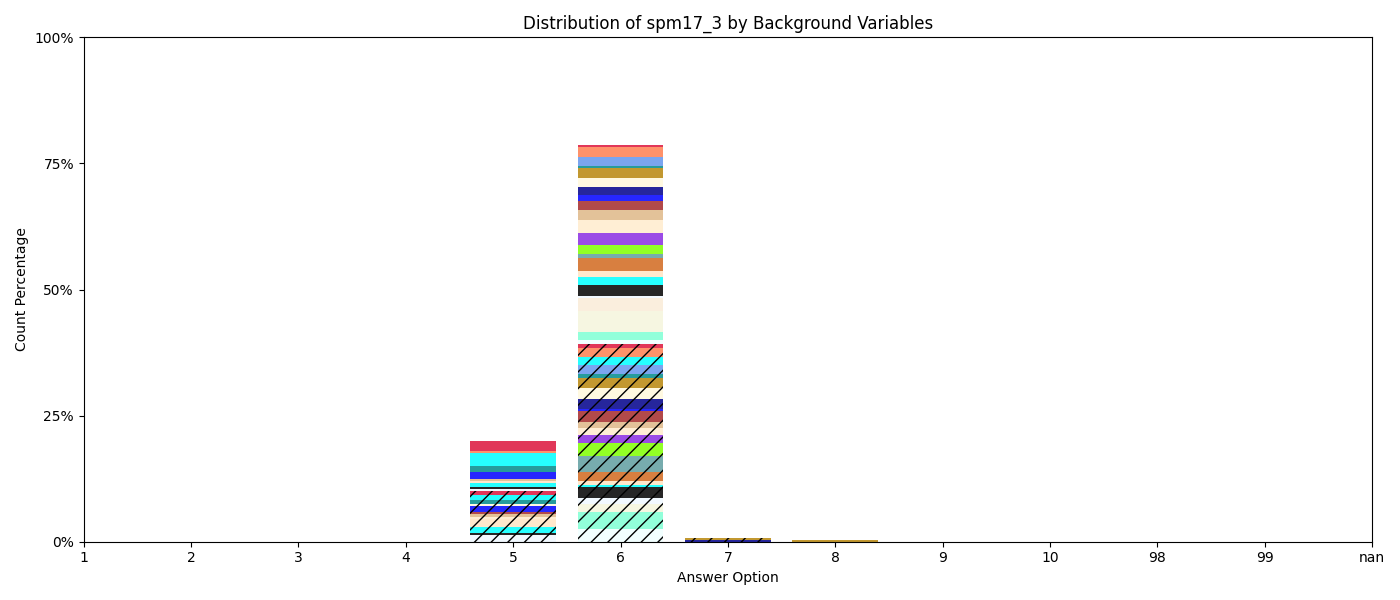 Distribution of spm17_3 by Background Variables
100%
75%
50%
25%
0%
Count Percentage
1 2 3 4 5 6 7 8 9 10 98 99 nan
Answer Option